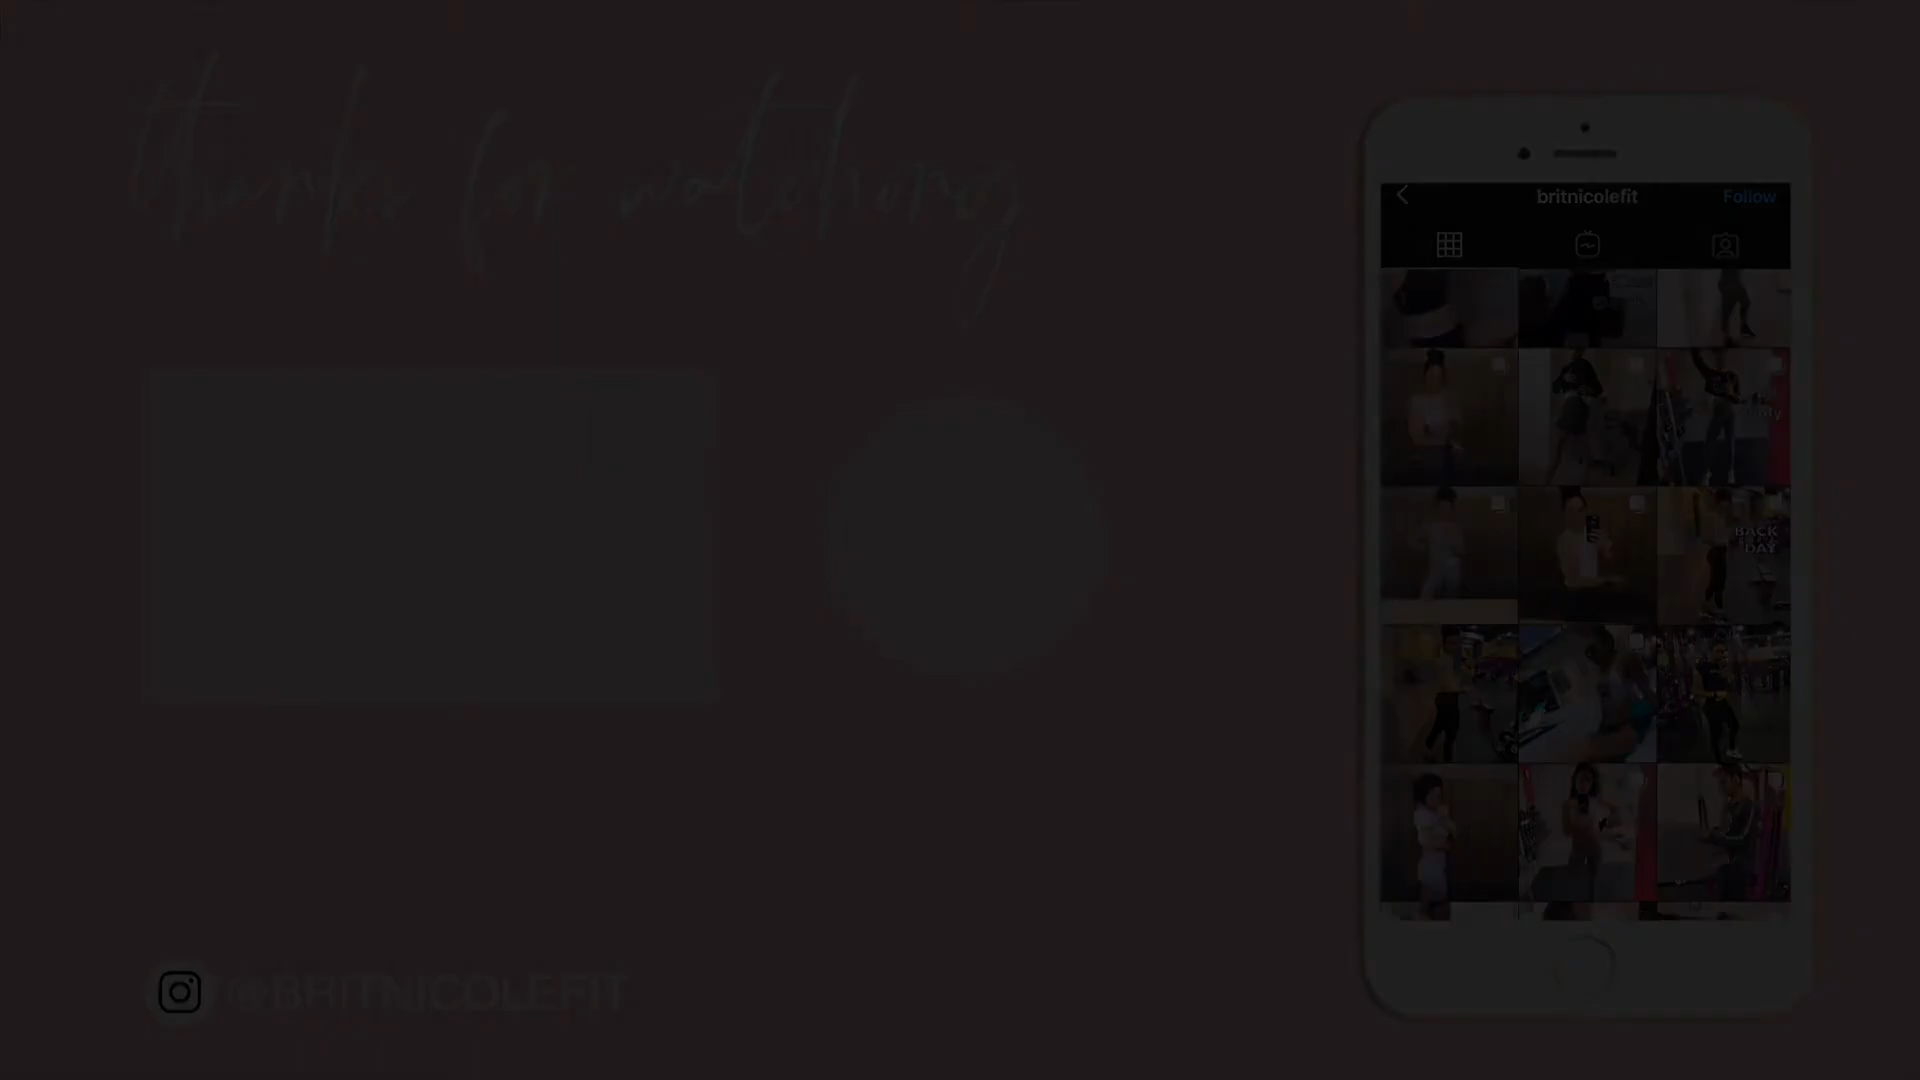 thanks for watching
britnicolefit
Follow
BACK
DAY
@BRITNICOLEFIT